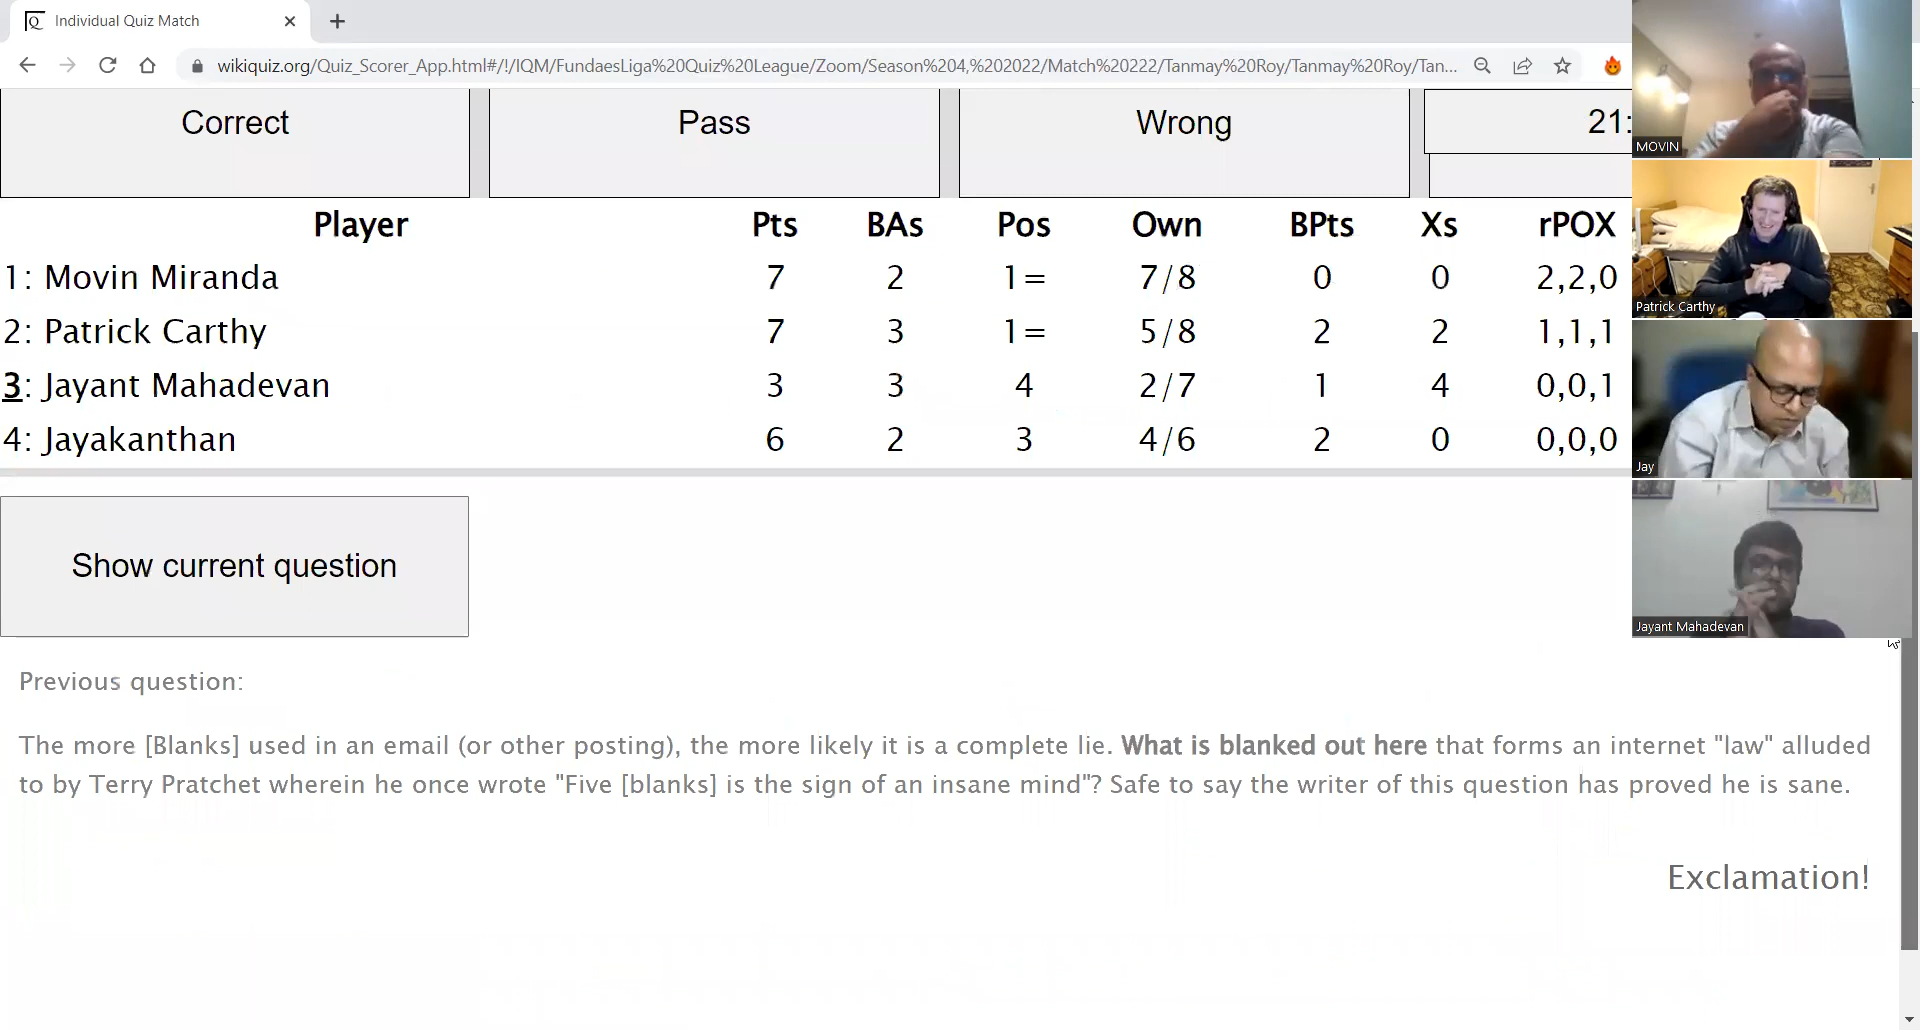 Individual Quiz Match
wikiquiz.org/Quiz_Scorer_App.html#/!/IQM/FundaesLiga%20Quiz%20League/Zoom/Season%204,%202022/Match%20222/Tanmay%20Roy/Tanmay%20Roy/Tan...
Correct Pass Wrong 21:
Player Pts BAs Pos Own BPts Xs rPOX
1: Movin Miranda 7 2 1= 7/8 0 0 2,2,0
2: Patrick Carthy 7 3 1= 5/8 2 2 1,1,1
3: Jayant Mahadevan 3 3 4 2/7 1 4 0,0,1
4: Jayakanthan 6 2 3 4/6 2 0 0,0,0
MOVIN
Patrick Carthy
Jay
Jayant Mahadevan
Show current question
Previous question:
The more [Blanks] used in an email (or other posting), the more likely it is a complete lie. What is blanked out here that forms an internet "law" alluded
to by Terry Pratchet wherein he once wrote "Five [blanks] is the sign of an insane mind"? Safe to say the writer of this question has proved he is sane.
Exclamation!